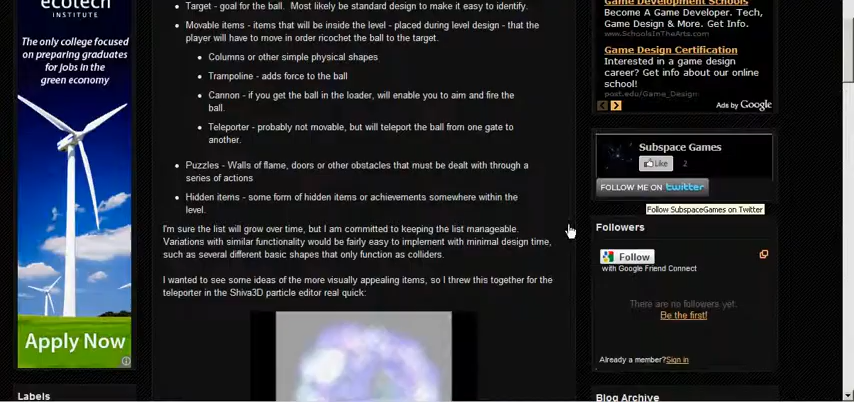 ecotech
INSTITUTE
The only college focused
on preparing graduates
for jobs in the
green economy
Apply Now
Labels
Target - goal for the ball. Most likely be standard design to make it easy to identify.
Movable items - items that will be inside the level - placed during level design - that the
player will have to move in order ricochet the ball to the target.
Columns or other simple physical shapes
Trampoline - adds force to the ball
Cannon - if you get the ball in the loader, will enable you to aim and fire the
ball.
Teleporter - probably not movable, but will teleport the ball from one gate to
another.
Puzzles - Walls of flame, doors or other obstacles that must be dealt with through a
series of actions
Hidden items - some form of hidden items or achievements somewhere within the
level.
I'm sure the list will grow over time, but I am committed to keeping the list manageable.
Variations with similar functionality would be fairly easy to implement with minimal design time,
such as several different basic shapes that only function as colliders.
I wanted to see some ideas of the more visually appealing items, so I threw this together for the
teleporter in the Shiva3D particle editor real quick:
Game Development Schools
Become A Game Developer. Tech,
Game Design & More. Get Info.
www.SchoolsInTheArts.com
Game Design Certification
Interested in a game design
career? Get info about our online
school!
post.edu/Game_Design
Ads by Google
Subspace Games
Like 2
FOLLOW ME ON twitter
Follow SubspaceGames on Twitter
Followers
Follow
with Google Friend Connect
There are no followers yet.
Be the first!
Already a member? Sign in
Blog Archive